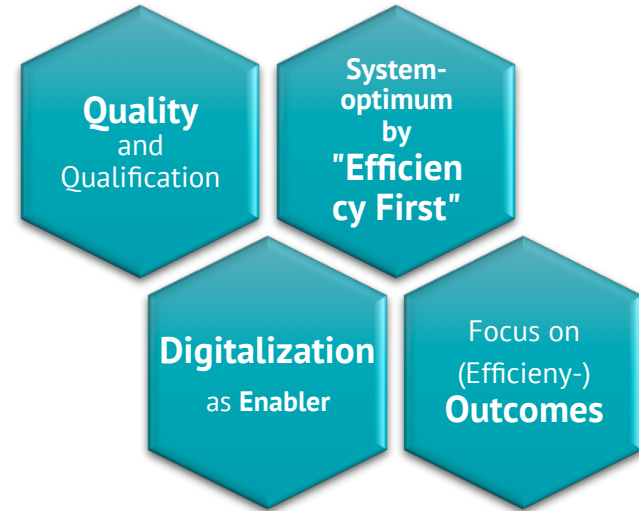 Quality
and
Qualification
System-
optimum
by
"Efficien
cy First"
Digitalization
as Enabler
Focus on
(Efficieny-)
Outcomes